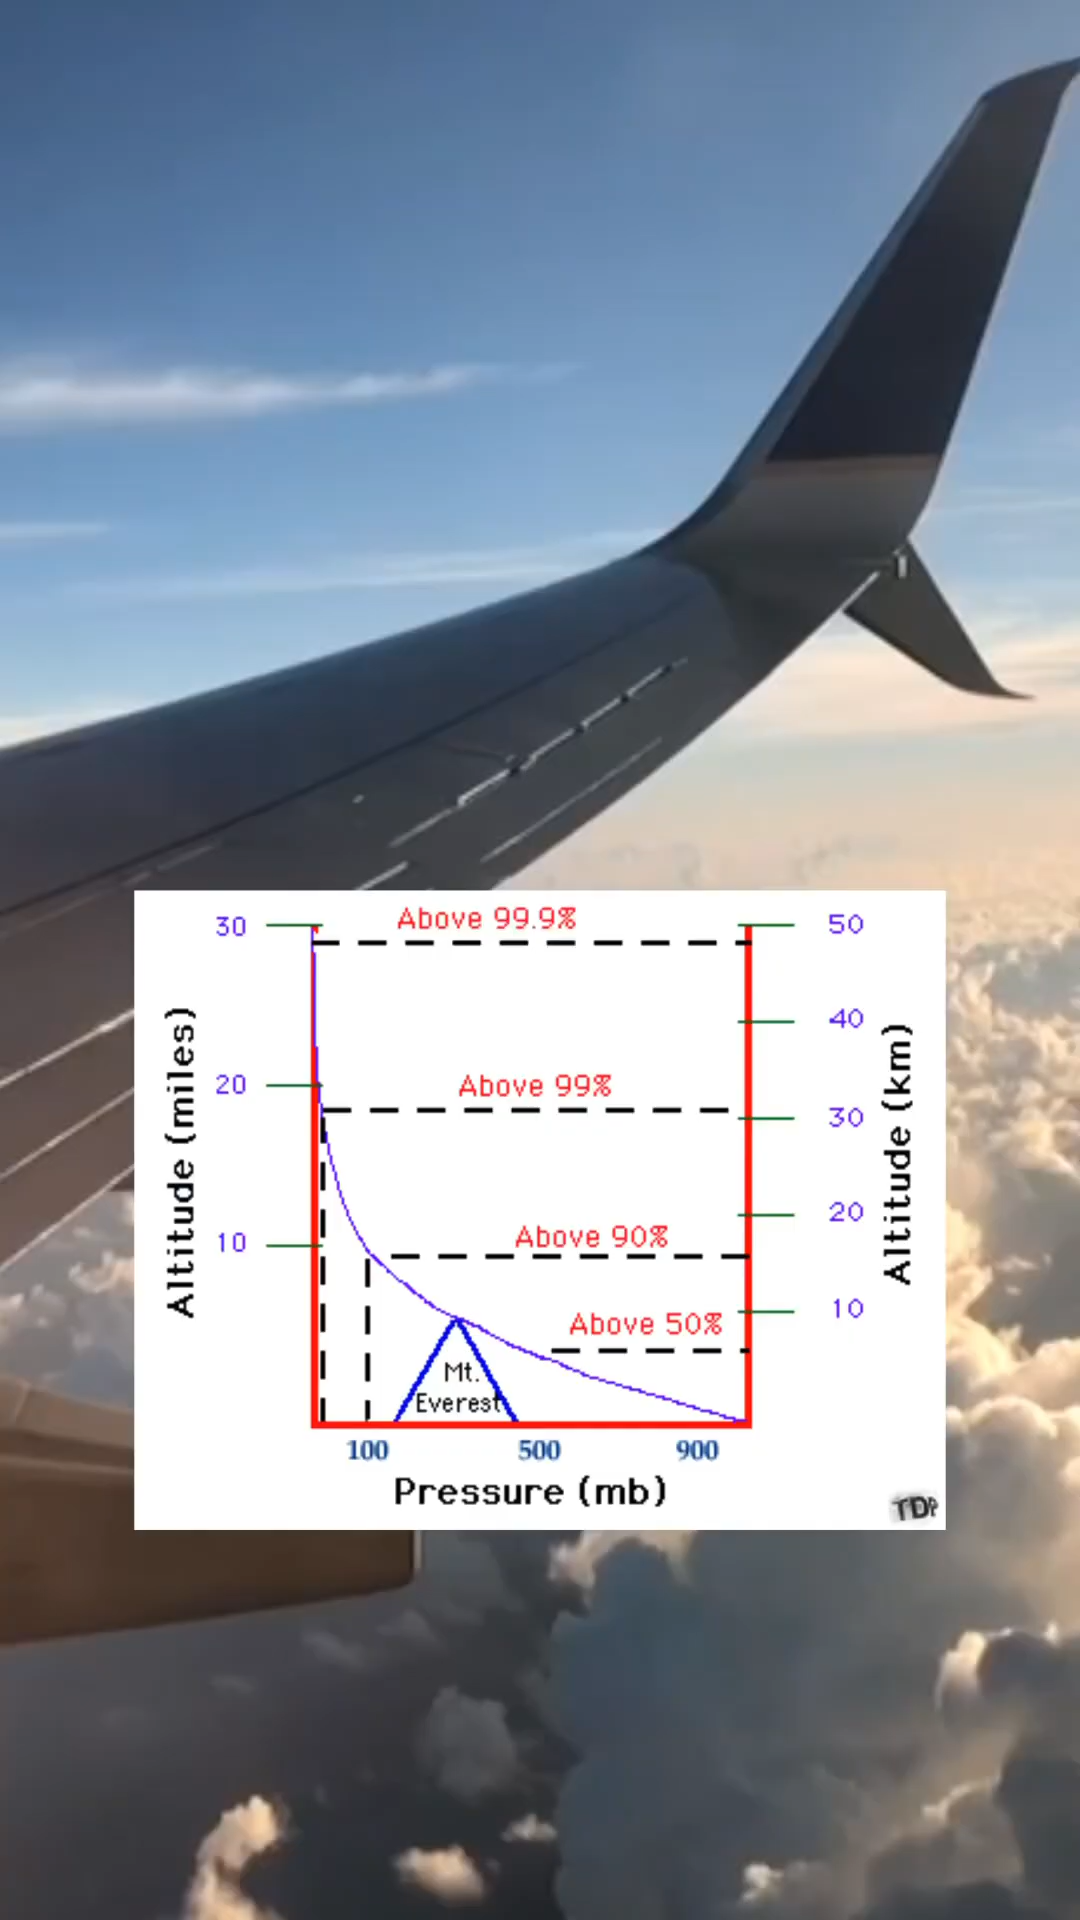 Above 99.9%
30
50
40
Above 99%
20
30
Altitude (miles)
Altitude (km)
20
Above 90%
10
10
Above 50%
Mt.
Everest
100 500 900
Pressure (mb)
TDP